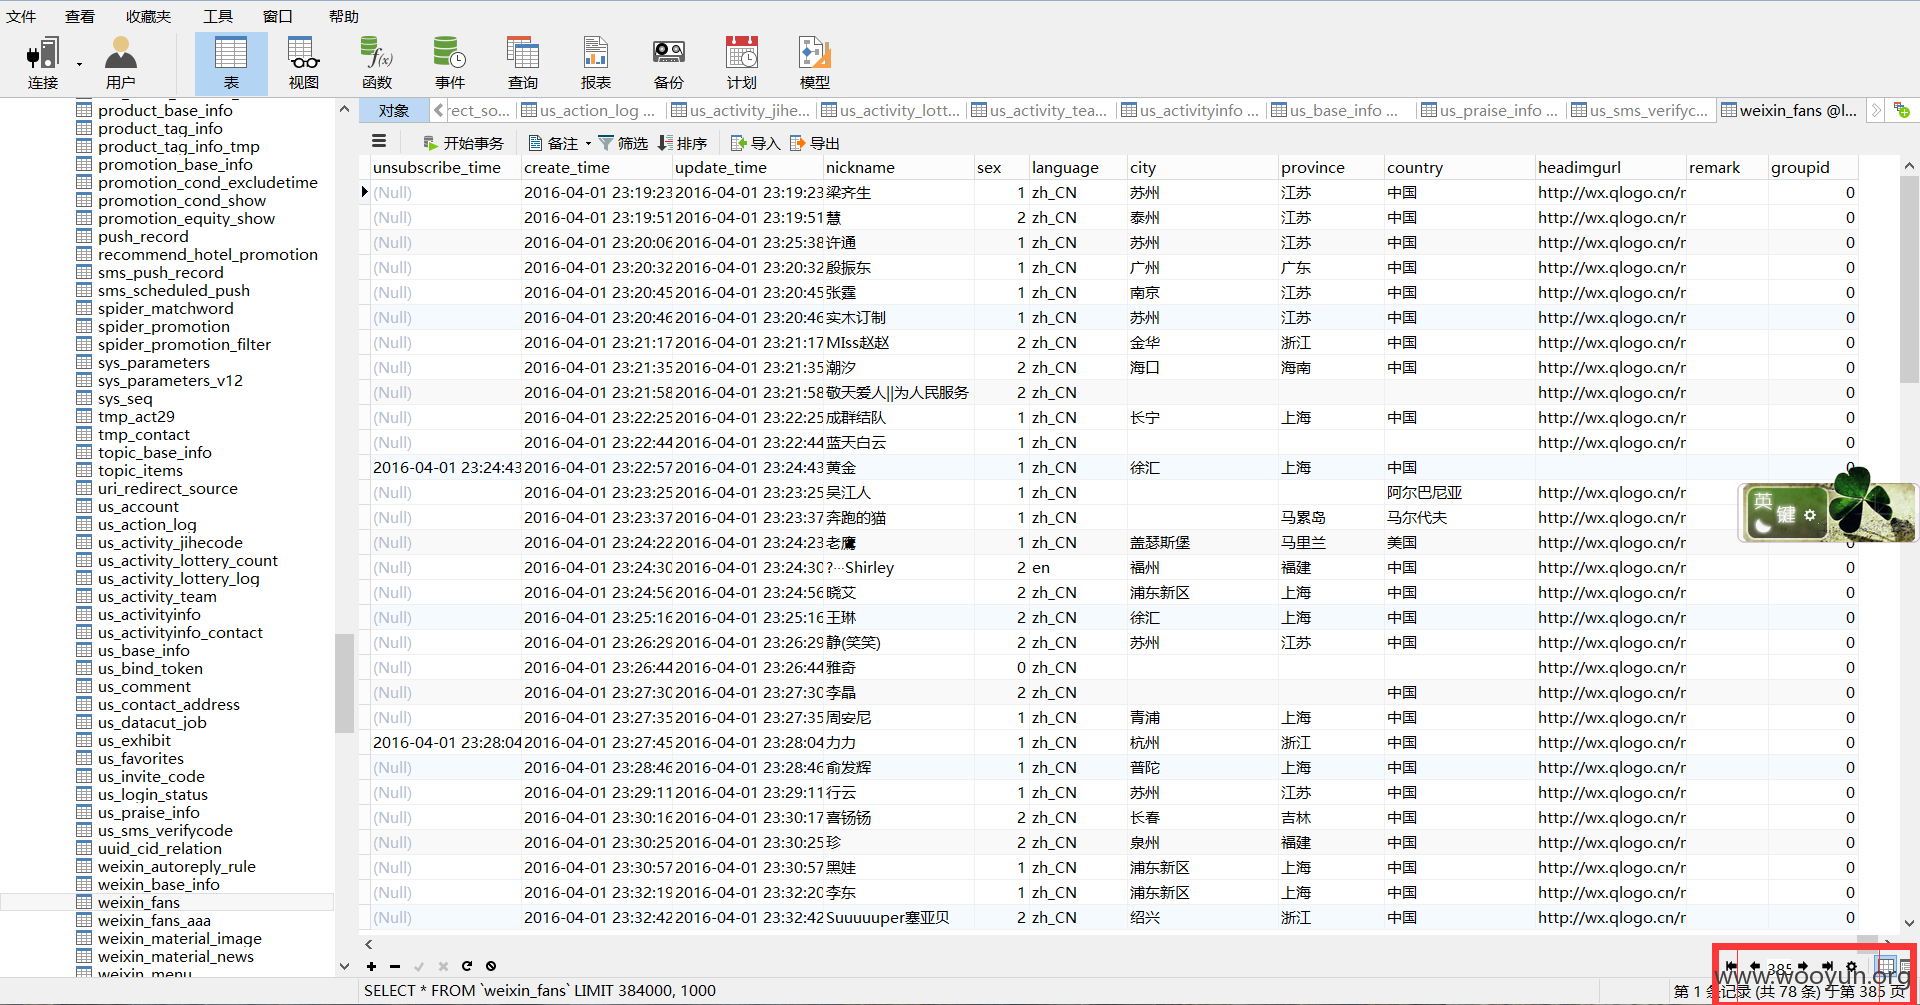 文件 查看 收藏夹 工具 窗口 帮助
连接 用户 表 视图 函数 事件 查询 报表 备份 计划 模型
product_base_info
product_tag_info
product_tag_info_tmp
promotion_base_info
promotion_cond_excludetime
promotion_cond_show
promotion_equity_show
push_record
recommend_hotel_promotion
sms_push_record
sms_scheduled_push
spider_matchword
spider_promotion
spider_promotion_filter
sys_parameters
sys_parameters_v12
sys_seq
tmp_act29
tmp_contact
topic_base_info
topic_items
uri_redirect_source
us_account
us_action_log
us_activity_jihecode
us_activity_lottery_count
us_activity_lottery_log
us_activity_team
us_activityinfo
us_activityinfo_contact
us_base_info
us_bind_token
us_comment
us_contact_address
us_datacut_job
us_exhibit
us_favorites
us_invite_code
us_login_status
us_praise_info
us_sms_verifycode
uuid_cid_relation
weixin_autoreply_rule
weixin_base_info
weixin_fans
weixin_fans_aaa
weixin_material_image
weixin_material_news
weixin_menu
对象 rect_so... us_action_log ... us_activity_jihe... us_activity_lott... us_activity_tea... us_activityinfo ... us_base_info ... us_praise_info ... us_sms_verifyc... weixin_fans @l...
开始事务 备注 筛选 排序 导入 导出
unsubscribe_time create_time update_time nickname sex language city province country headimgurl remark groupid
(Null) 2016-04-01 23:19:23 2016-04-01 23:19:23 梁齐生 1 zh_CN 苏州 江苏 中国 http://wx.qlogo.cn/r 0
(Null) 2016-04-01 23:19:51 2016-04-01 23:19:51 慧 2 zh_CN 泰州 江苏 中国 http://wx.qlogo.cn/r 0
(Null) 2016-04-01 23:20:06 2016-04-01 23:25:38 许通 1 zh_CN 苏州 江苏 中国 http://wx.qlogo.cn/r 0
(Null) 2016-04-01 23:20:32 2016-04-01 23:20:32 殷振东 1 zh_CN 广州 广东 中国 http://wx.qlogo.cn/r 0
(Null) 2016-04-01 23:20:45 2016-04-01 23:20:45 张霆 1 zh_CN 南京 江苏 中国 http://wx.qlogo.cn/r 0
(Null) 2016-04-01 23:20:46 2016-04-01 23:20:46 实木订制 1 zh_CN 苏州 江苏 中国 http://wx.qlogo.cn/r 0
(Null) 2016-04-01 23:21:17 2016-04-01 23:21:17 MIss赵赵 2 zh_CN 金华 浙江 中国 http://wx.qlogo.cn/r 0
(Null) 2016-04-01 23:21:35 2016-04-01 23:21:35 潮汐 2 zh_CN 海口 海南 中国 http://wx.qlogo.cn/r 0
(Null) 2016-04-01 23:21:58 2016-04-01 23:21:58 敬天爱人||为人民服务 2 zh_CN http://wx.qlogo.cn/r 0
(Null) 2016-04-01 23:22:25 2016-04-01 23:22:25 成群结队 1 zh_CN 长宁 上海 中国 http://wx.qlogo.cn/r 0
(Null) 2016-04-01 23:22:44 2016-04-01 23:22:44 蓝天白云 1 zh_CN http://wx.qlogo.cn/r 0
2016-04-01 23:24:43 2016-04-01 23:22:57 2016-04-01 23:24:43 黄金 1 zh_CN 徐汇 上海 中国 0
(Null) 2016-04-01 23:23:25 2016-04-01 23:23:25 吴江人 1 zh_CN 阿尔巴尼亚 http://wx.qlogo.cn/r
(Null) 2016-04-01 23:23:37 2016-04-01 23:23:37 奔跑的猫 1 zh_CN 马累岛 马尔代夫 http://wx.qlogo.cn/r
(Null) 2016-04-01 23:24:22 2016-04-01 23:24:23 老鹰 1 zh_CN 盖瑟斯堡 马里兰 美国 http://wx.qlogo.cn/r 0
(Null) 2016-04-01 23:24:30 2016-04-01 23:24:30 ?···Shirley 2 en 福州 福建 中国 http://wx.qlogo.cn/r 0
(Null) 2016-04-01 23:24:56 2016-04-01 23:24:56 晓艾 2 zh_CN 浦东新区 上海 中国 http://wx.qlogo.cn/r 0
(Null) 2016-04-01 23:25:16 2016-04-01 23:25:16 王琳 2 zh_CN 徐汇 上海 中国 http://wx.qlogo.cn/r 0
(Null) 2016-04-01 23:26:29 2016-04-01 23:26:29 静(笑笑) 2 zh_CN 苏州 江苏 中国 http://wx.qlogo.cn/r 0
(Null) 2016-04-01 23:26:44 2016-04-01 23:26:44 雅奇 0 zh_CN http://wx.qlogo.cn/r 0
(Null) 2016-04-01 23:27:30 2016-04-01 23:27:30 李晶 2 zh_CN 中国 http://wx.qlogo.cn/r 0
(Null) 2016-04-01 23:27:35 2016-04-01 23:27:35 周安尼 1 zh_CN 青浦 上海 中国 http://wx.qlogo.cn/r 0
2016-04-01 23:28:04 2016-04-01 23:27:45 2016-04-01 23:28:04 力力 1 zh_CN 杭州 浙江 中国 http://wx.qlogo.cn/r 0
(Null) 2016-04-01 23:28:46 2016-04-01 23:28:46 俞发辉 1 zh_CN 普陀 上海 中国 http://wx.qlogo.cn/r 0
(Null) 2016-04-01 23:29:11 2016-04-01 23:29:11 行云 1 zh_CN 苏州 江苏 中国 http://wx.qlogo.cn/r 0
(Null) 2016-04-01 23:30:16 2016-04-01 23:30:17 喜钖钖 2 zh_CN 长春 吉林 中国 http://wx.qlogo.cn/r 0
(Null) 2016-04-01 23:30:25 2016-04-01 23:30:25 珍 2 zh_CN 泉州 福建 中国 http://wx.qlogo.cn/r 0
(Null) 2016-04-01 23:30:57 2016-04-01 23:30:57 黑娃 1 zh_CN 浦东新区 上海 中国 http://wx.qlogo.cn/r 0
(Null) 2016-04-01 23:32:19 2016-04-01 23:32:20 李东 1 zh_CN 浦东新区 上海 中国 http://wx.qlogo.cn/r 0
(Null) 2016-04-01 23:32:42 2016-04-01 23:32:42 Suuuuuper塞亚贝 2 zh_CN 绍兴 浙江 中国 http://wx.qlogo.cn/r 0
英 键
385
www.wooyun.org
SELECT * FROM `weixin_fans` LIMIT 384000, 1000
第 1 条记录 (共 78 条) 于第 385 页